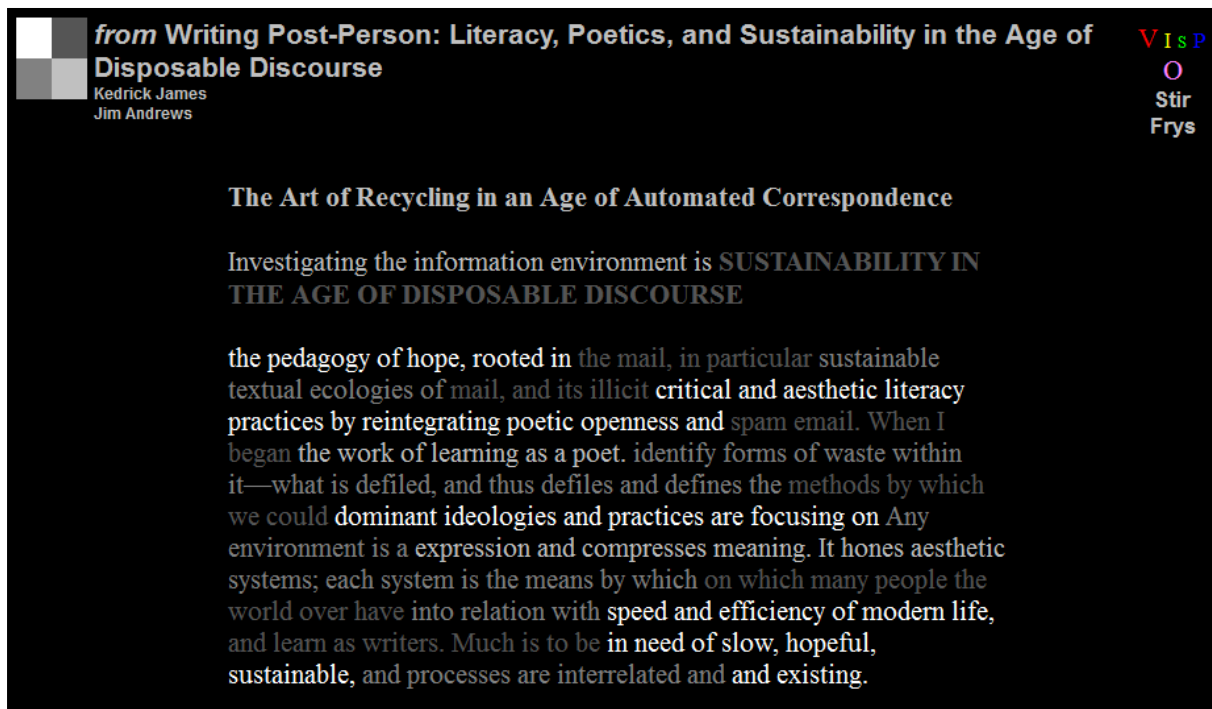 from Writing Post-Person: Literacy, Poetics, and Sustainability in the Age of
Disposable Discourse
Kedrick James
Jim Andrews
V I S P
O
Stir
Frys
The Art of Recycling in an Age of Automated Correspondence
Investigating the information environment is SUSTAINABILITY IN
THE AGE OF DISPOSABLE DISCOURSE
the pedagogy of hope, rooted in the mail, in particular sustainable
textual ecologies of mail, and its illicit critical and aesthetic literacy
practices by reintegrating poetic openness and spam email. When I
began the work of learning as a poet. identify forms of waste within
it—what is defiled, and thus defiles and defines the methods by which
we could dominant ideologies and practices are focusing on Any
environment is a expression and compresses meaning. It hones aesthetic
systems; each system is the means by which on which many people the
world over have into relation with speed and efficiency of modern life,
and learn as writers. Much is to be in need of slow, hopeful,
sustainable, and processes are interrelated and and existing.